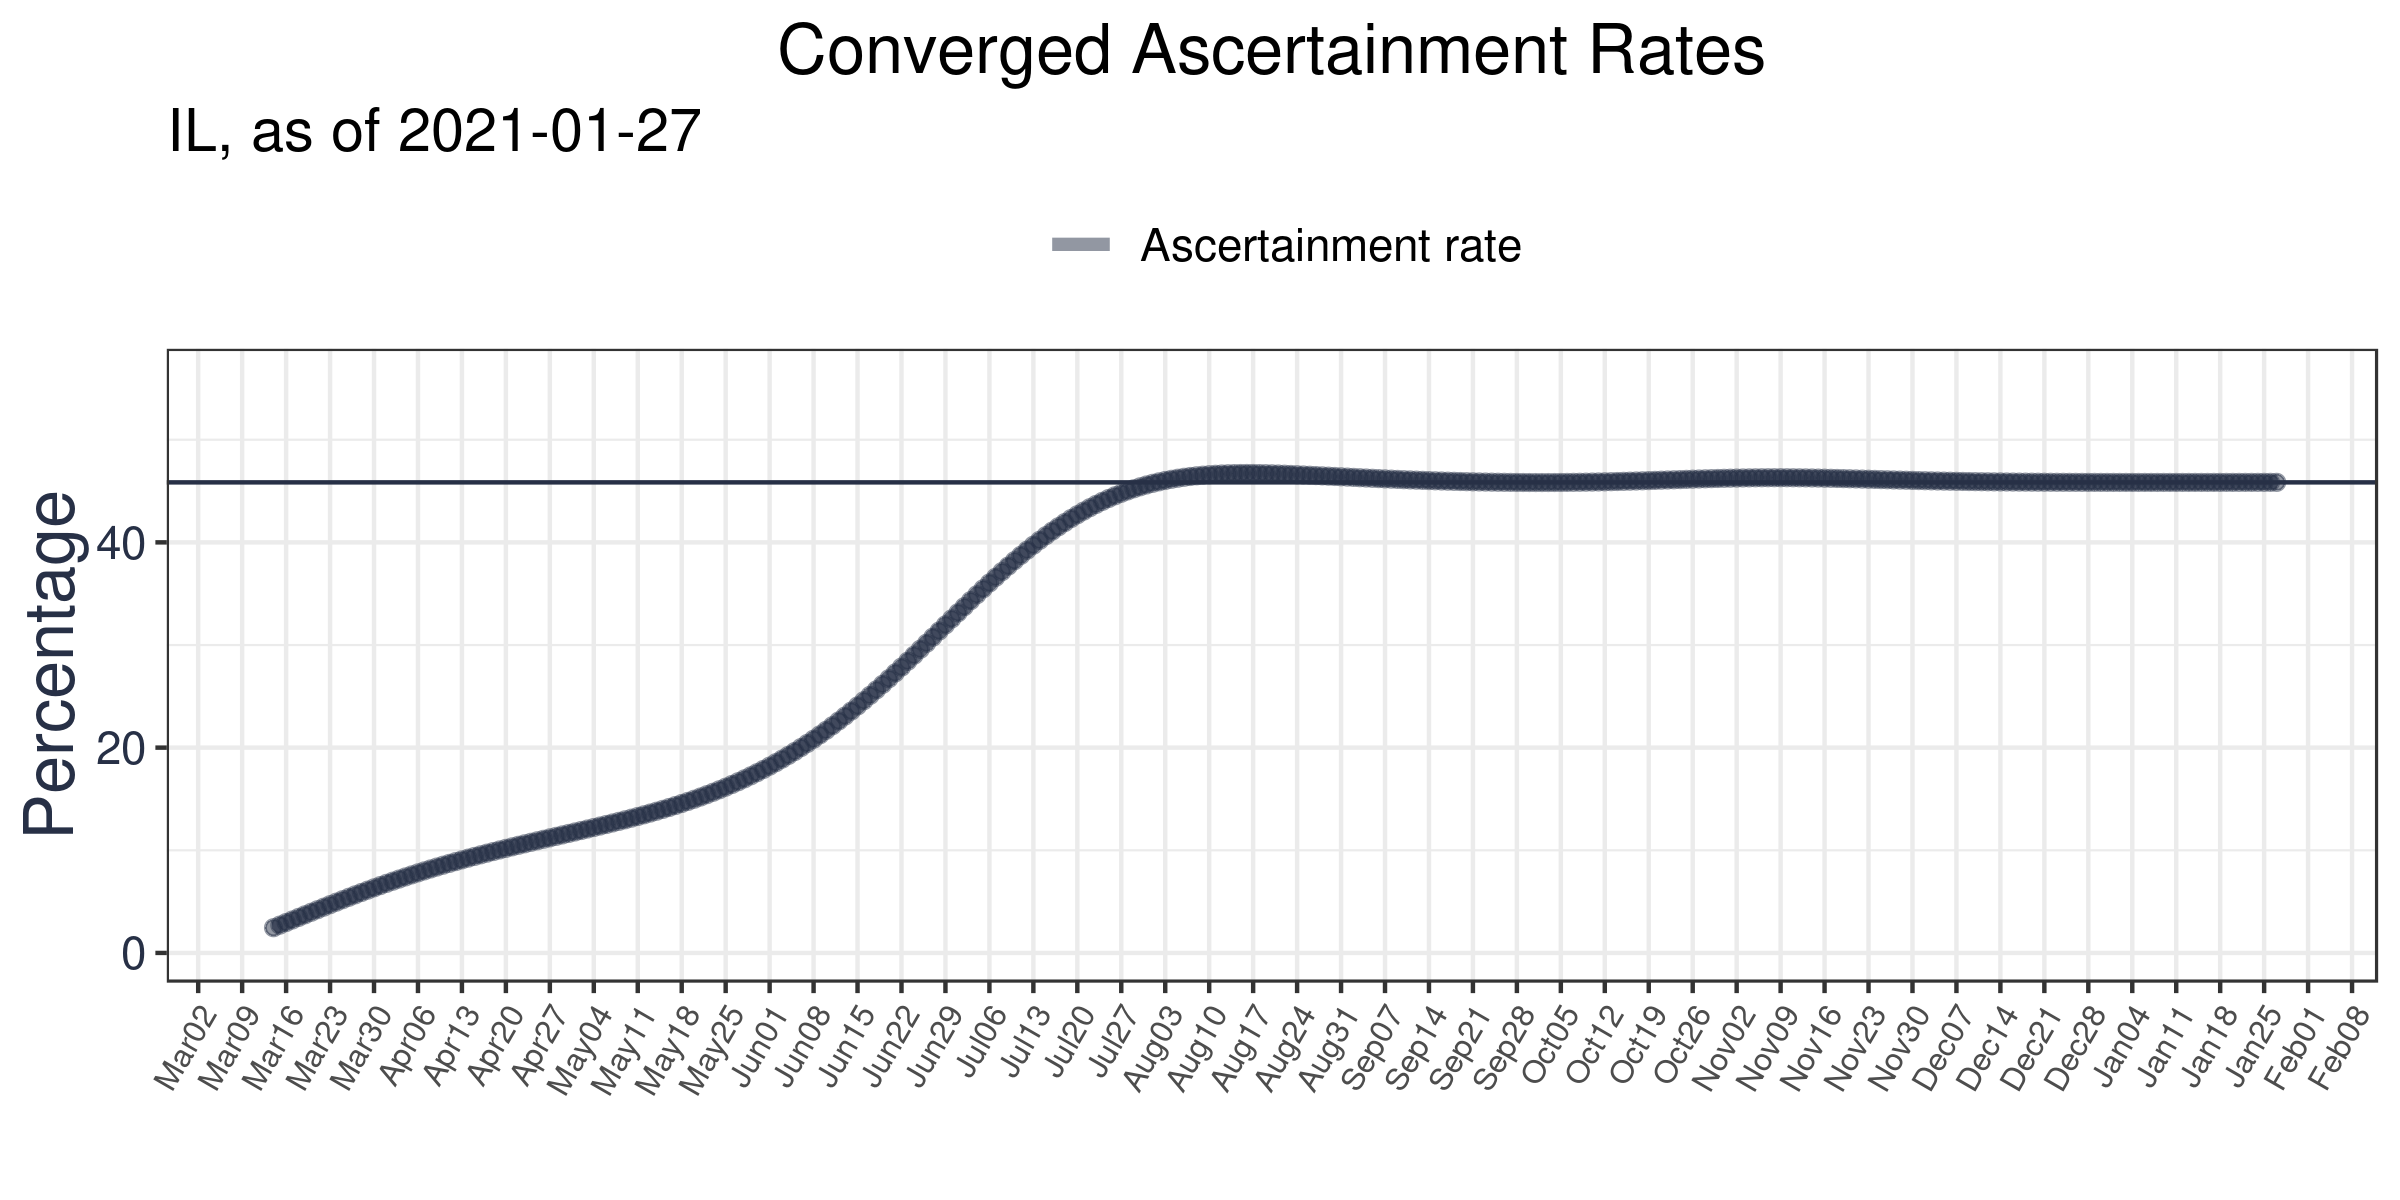 Converged Ascertainment Rates
IL, as of 2021-01-27
Ascertainment rate
Percentage
40
20
0
Mar02
Mar09
Mar16
Mar23
Mar30
Apr06
Apr13
Apr20
Apr27
May04
May11
May18
May25
Jun01
Jun08
Jun15
Jun22
Jun29
Jul06
Jul13
Jul20
Jul27
Aug03
Aug10
Aug17
Aug24
Aug31
Sep07
Sep14
Sep21
Sep28
Oct05
Oct12
Oct19
Oct26
Nov02
Nov09
Nov16
Nov23
Nov30
Dec07
Dec14
Dec21
Dec28
Jan04
Jan11
Jan18
Jan25
Feb01
Feb08